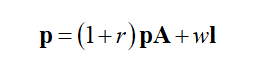 p = (1+r)pA + wl